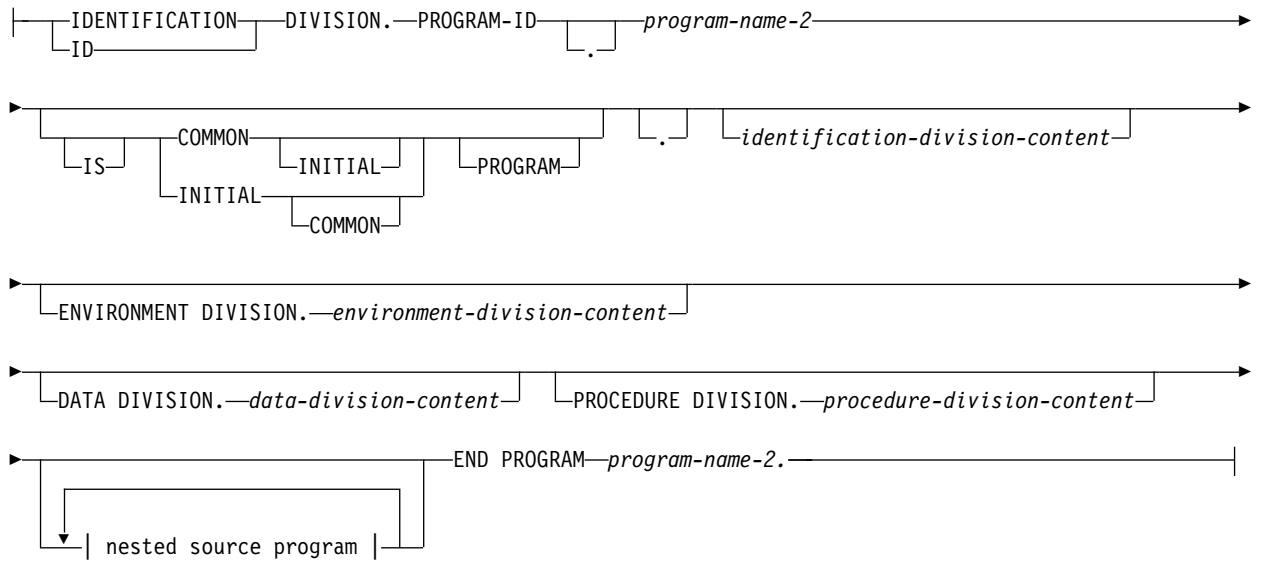 IDENTIFICATION DIVISION. PROGRAM-ID program-name-2
ID .
COMMON . identification-division-content
IS INITIAL PROGRAM
INITIAL
COMMON
ENVIRONMENT DIVISION. environment-division-content
DATA DIVISION. data-division-content PROCEDURE DIVISION. procedure-division-content
END PROGRAM program-name-2.
nested source program